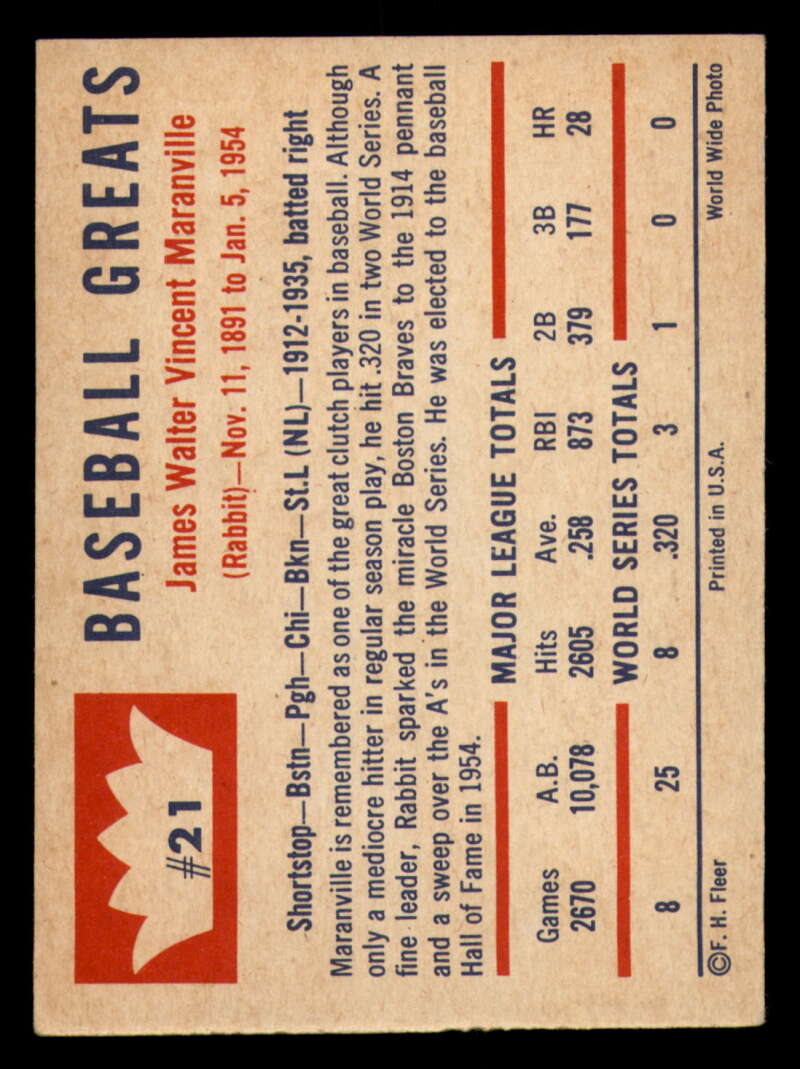 #21
BASEBALL GREATS
James Walter Vincent Maranville
(Rabbit)—Nov. 11, 1891 to Jan. 5, 1954
Shortstop—Bstn—Pgh—Chi—Bkn—St.L (NL)—1912-1935, batted right
Maranville is remembered as one of the great clutch players in baseball. Although
only a mediocre hitter in regular season play, he hit .320 in two World Series. A
fine leader, Rabbit sparked the miracle Boston Braves to the 1914 pennant
and a sweep over the A's in the World Series. He was elected to the baseball
Hall of Fame in 1954.
MAJOR LEAGUE TOTALS
Games A.B. Hits Ave. RBI 2B 3B HR
2670 10,078 2605 .258 873 379 177 28
WORLD SERIES TOTALS
8 25 8 .320 3 1 0 0
©F. H. Fleer Printed in U.S.A. World Wide Photo